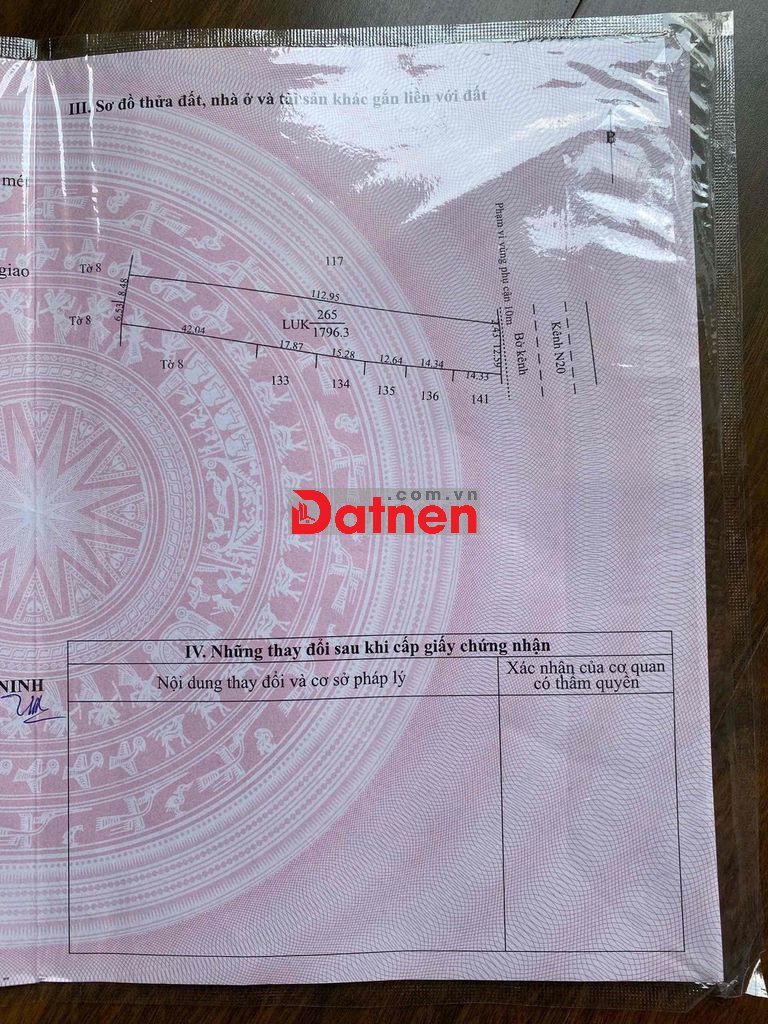 III. Sơ đồ thửa đất, nhà ở và tài sản khác gắn liền với đất
B
mét
giao
Tờ 8
117
Phạm vi vùng phụ cận 10m
8.48
112.95
6.53
Tờ 8
LUK
265
1796.3
3.43
12.59
Bờ kênh
Kênh N20
42.04
17.87
15.28
12.64
14.34
14.33
Tờ 8
133
134
135
136
141
.com.vn
Datnen
IV. Những thay đổi sau khi cấp giấy chứng nhận
Nội dung thay đổi và cơ sở pháp lý
Xác nhận của cơ quan
có thẩm quyền
NINH